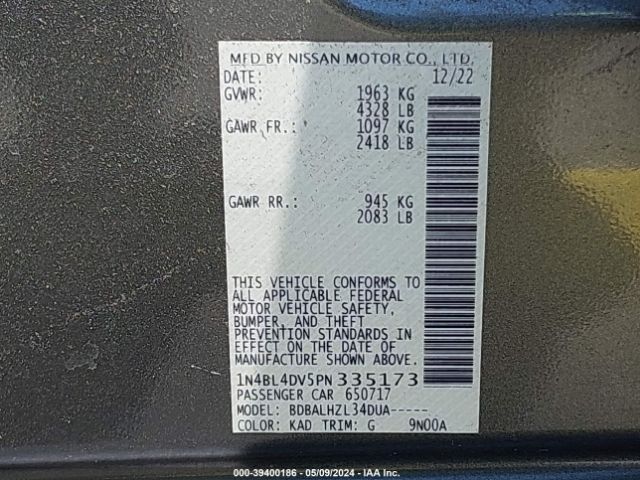 MFD BY NISSAN MOTOR CO., LTD.
DATE: 12/22
GVWR: 1963 KG
4328 LB
GAWR FR.: 1097 KG
2418 LB
GAWR RR.: 945 KG
2083 LB
THIS VEHICLE CONFORMS TO
ALL APPLICABLE FEDERAL
MOTOR VEHICLE SAFETY,
BUMPER, AND THEFT
PREVENTION STANDARDS IN
EFFECT ON THE DATE OF
MANUFACTURE SHOWN ABOVE.
1N4BL4DV5PN 335173
PASSENGER CAR 650717
MODEL: BDBALHZL34DUA-----
COLOR: KAD TRIM: G 9N00A
000-39400186 - 05/09/2024 - IAA Inc.